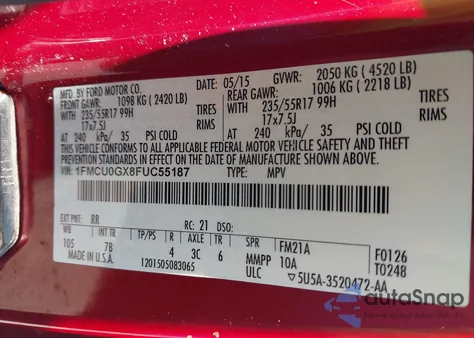 MFD. BY FORD MOTOR CO.
05/15 GVWR: 2050 KG (4520 LB)
FRONT GAWR: 1098 KG (2420 LB) REAR GAWR: 1006 KG (2218 LB)
235/55R17 99H TIRES 235/55R17 99H TIRES
17x7.5J RIMS 17x7.5J RIMS
AT 240 kPa/ 35 PSI COLD AT 240 kPa/ 35 PSI COLD
THIS VEHICLE CONFORMS TO ALL APPLICABLE FEDERAL MOTOR VEHICLE
SAFETY AND THEFT PREVENTION STANDARDS IN EFFECT ON THE DATE OF MANUFACTURE SHOWN ABOVE.
VIN: 1FMCU0GX8FUC55187 TYPE: MPV
EXT PNT: RR RC: 21 DSO:
WB INT TR TP/PS R AXLE TR SPR FM21A F0126
105 7B 4 3C 6 MMPP 10A T0248
MADE IN U.S.A. 1201505083065 ULC 5U5A-3520472-AA
autoSnap